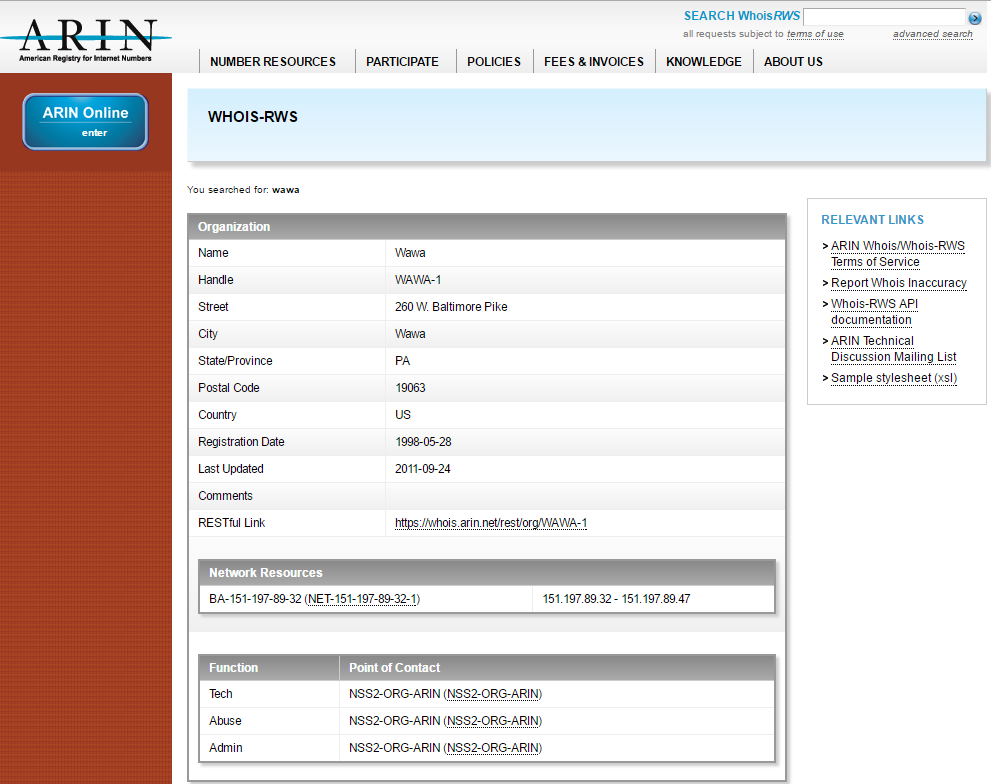 ARIN
American Registry for Internet Numbers
SEARCH WhoisRWS
all requests subject to terms of use
advanced search
NUMBER RESOURCES PARTICIPATE POLICIES FEES & INVOICES KNOWLEDGE ABOUT US
ARIN Online
enter
WHOIS-RWS
You searched for: wawa
Organization
Name Wawa
Handle WAWA-1
Street 260 W. Baltimore Pike
City Wawa
State/Province PA
Postal Code 19063
Country US
Registration Date 1998-05-28
Last Updated 2011-09-24
Comments
RESTful Link https://whois.arin.net/rest/org/WAWA-1
Network Resources
BA-151-197-89-32 (NET-151-197-89-32-1) 151.197.89.32 - 151.197.89.47
Function Point of Contact
Tech NSS2-ORG-ARIN (NSS2-ORG-ARIN)
Abuse NSS2-ORG-ARIN (NSS2-ORG-ARIN)
Admin NSS2-ORG-ARIN (NSS2-ORG-ARIN)
RELEVANT LINKS
> ARIN Whois/Whois-RWS
Terms of Service
> Report Whois Inaccuracy
> Whois-RWS API
documentation
> ARIN Technical
Discussion Mailing List
> Sample stylesheet (xsl)